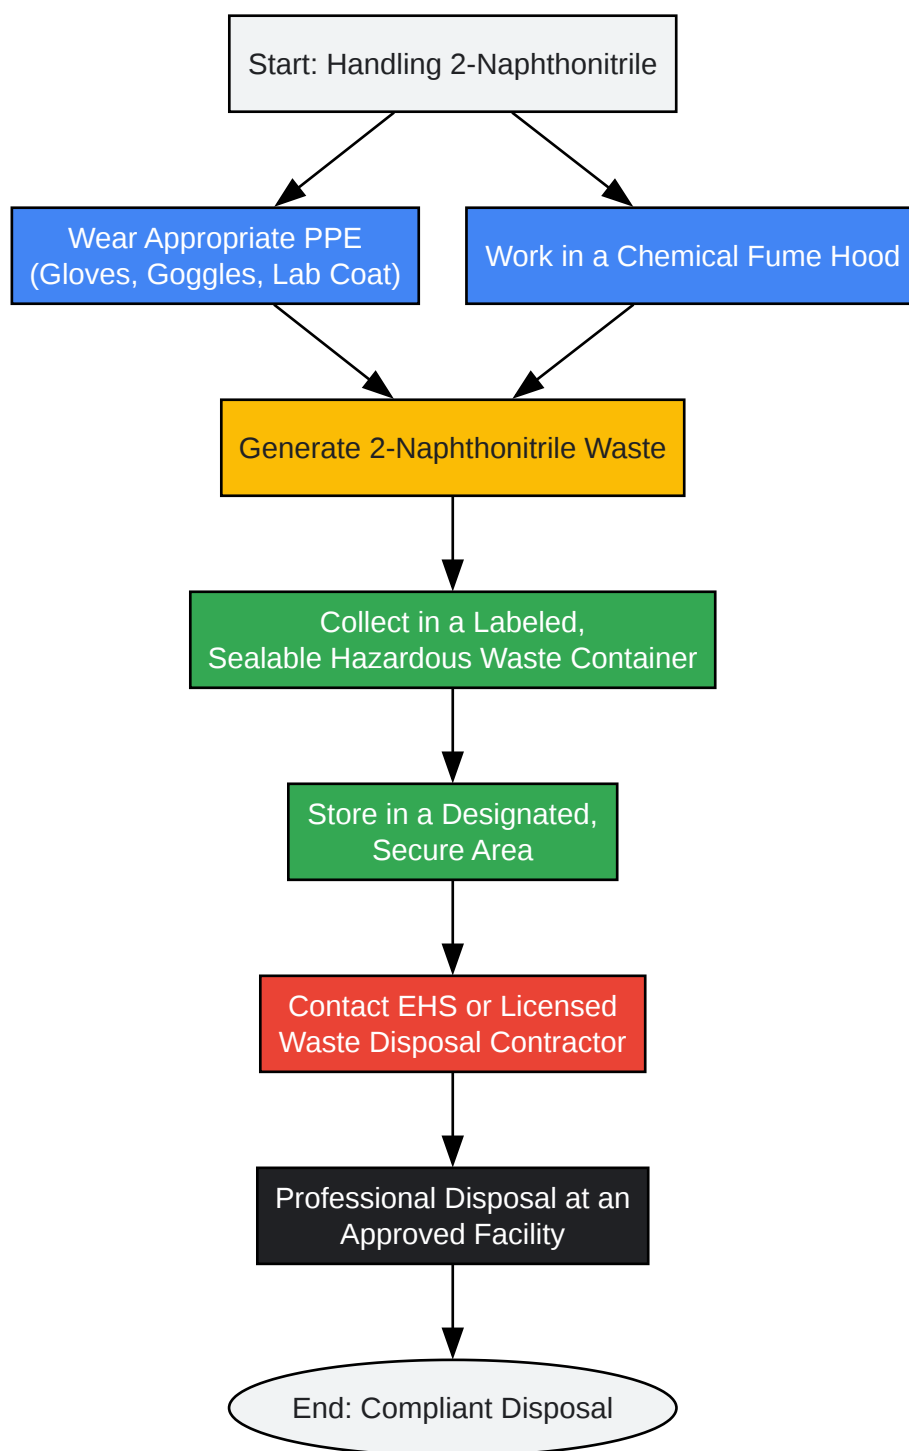 Start: Handling 2-Naphthonitrile
Wear Appropriate PPE
(Gloves, Goggles, Lab Coat)
Work in a Chemical Fume Hood
Generate 2-Naphthonitrile Waste
Collect in a Labeled,
Sealable Hazardous Waste Container
Store in a Designated,
Secure Area
Contact EHS or Licensed
Waste Disposal Contractor
Professional Disposal at an
Approved Facility
End: Compliant Disposal